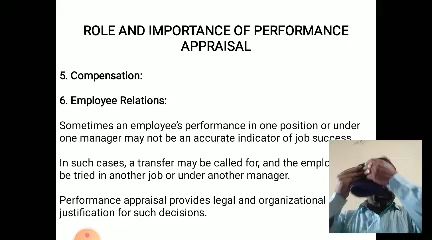 ROLE AND IMPORTANCE OF PERFORMANCE
APPRAISAL
5. Compensation:
6. Employee Relations:
Sometimes an employee's performance in one position or under
one manager may not be an accurate indicator of job success.
In such cases, a transfer may be called for, and the
be tried in another job or under another manager.
Performance appraisal provides legal and organizational
justification for such decisions.